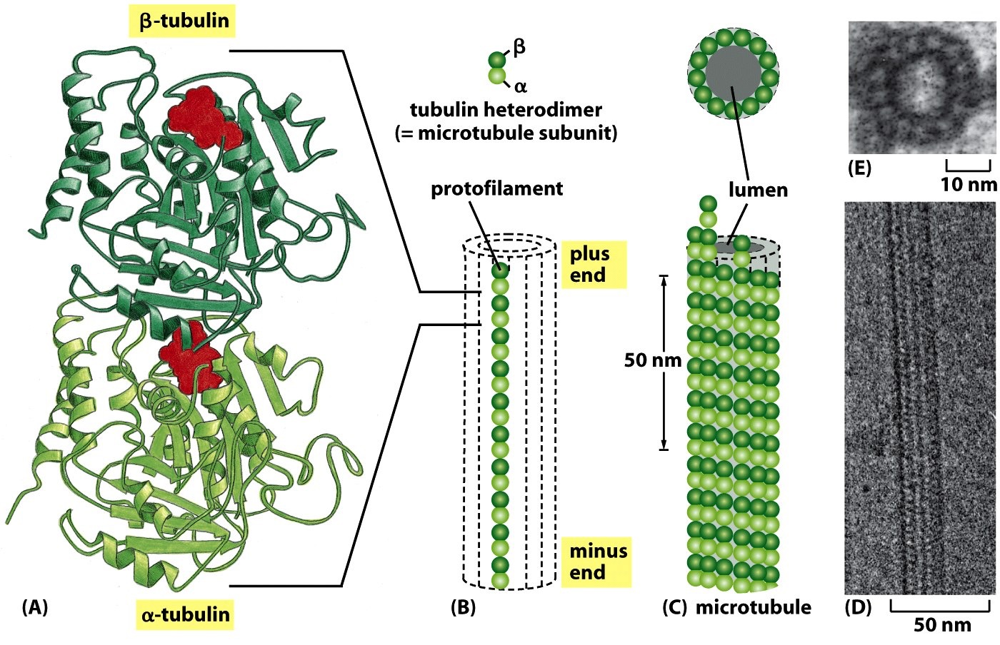 β-tubulin
β
α
tubulin heterodimer
(= microtubule subunit)
protofilament
lumen
plus
end
50 nm
minus
end
(A)
α-tubulin
(B)
(C) microtubule
(D)
50 nm
(E)
10 nm